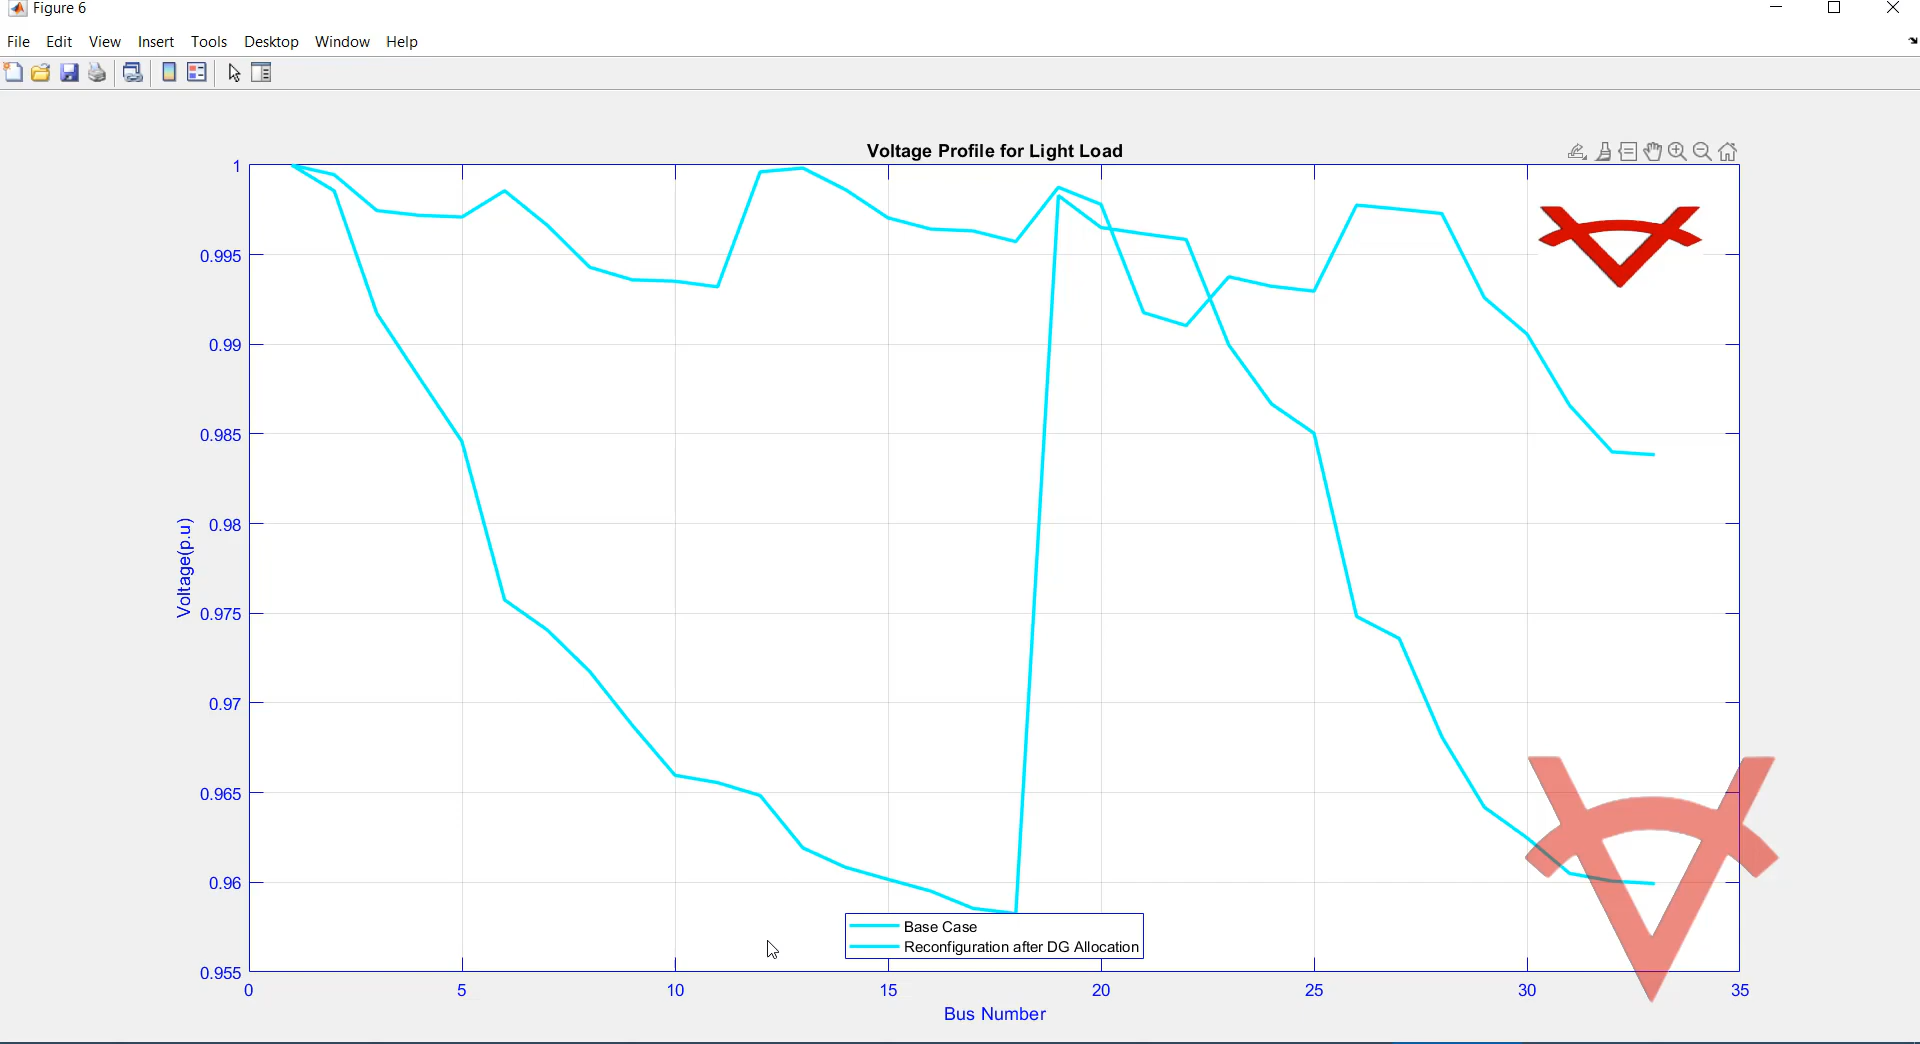 Figure 6
File Edit View Insert Tools Desktop Window Help
Voltage Profile for Light Load
1
0.995
0.99
0.985
0.98
0.975
0.97
0.965
0.96
0.955
Voltage(p.u)
Base Case
Reconfiguration after DG Allocation
0 5 10 15 20 25 30 35
Bus Number